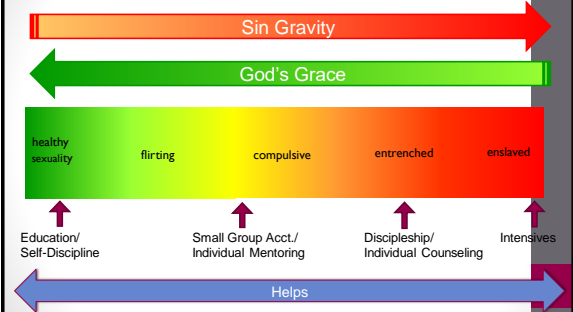 Sin Gravity
God's Grace
healthy
sexuality
flirting
compulsive
entrenched
enslaved
Education/
Self-Discipline
Small Group Acct./
Individual Mentoring
Discipleship/
Individual Counseling
Intensives
Helps